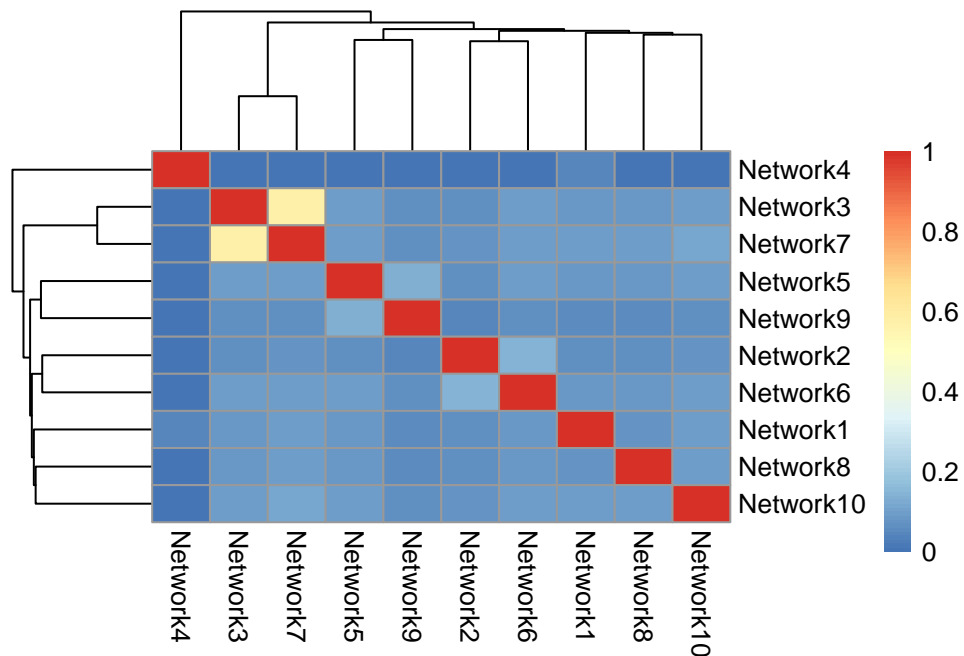 Network4
Network3
Network7
Network5
Network9
Network2
Network6
Network1
Network8
Network10
1
0.8
0.6
0.4
0.2
0
Network4
Network3
Network7
Network5
Network9
Network2
Network6
Network1
Network8
Network10